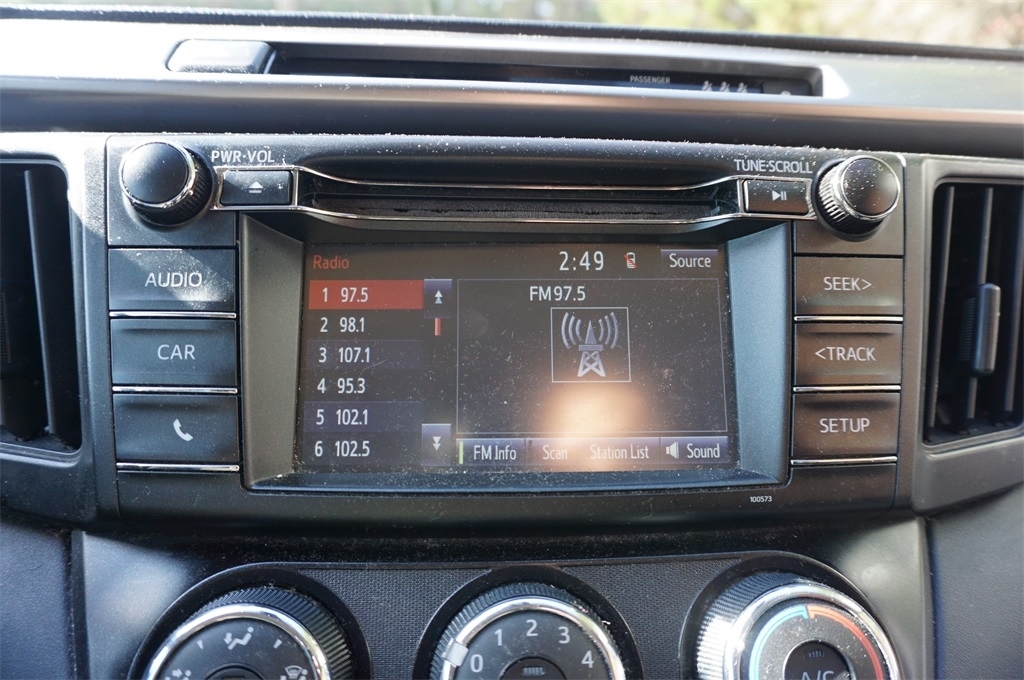 PASSENGER
PWR·VOL
TUNE·SCROLL
AUDIO
CAR
SEEK>
<TRACK
SETUP
Radio
2:49
Source
1 97.5
2 98.1
3 107.1
4 95.3
5 102.1
6 102.5
FM 97.5
FM Info
Scan
Station List
Sound
100573
0 1 2 3 4
A/C